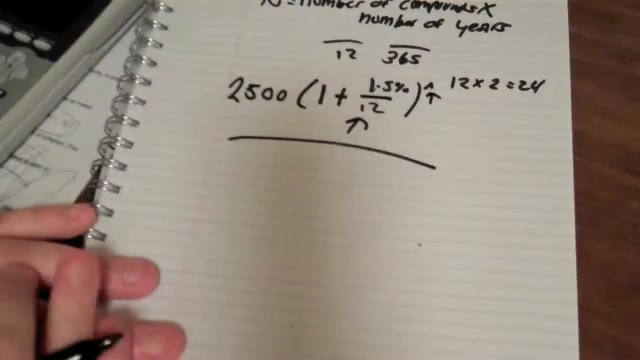 N = number of compounds X
number of years
12 365
2500 ( 1 + 1.5% / 12 ) ^ 12 x 2 = 24